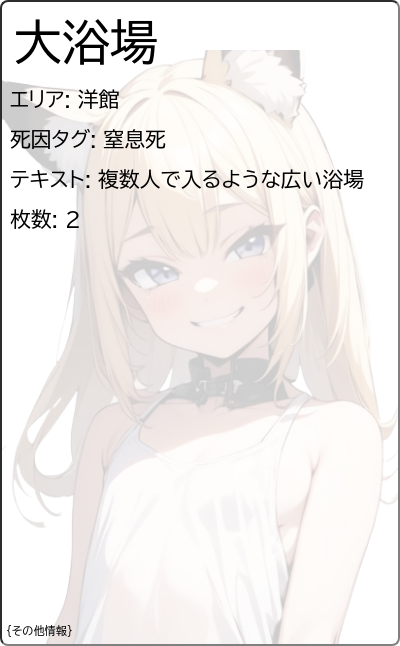 大浴場
エリア: 洋館
死因タグ: 窒息死
テキスト: 複数人で入るような広い浴場
枚数: 2
{その他情報}